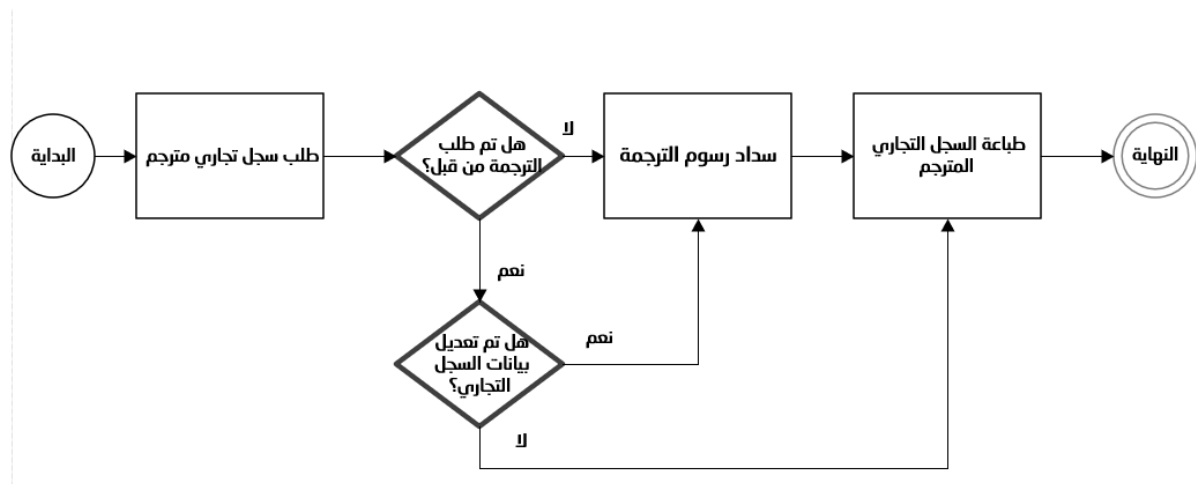 البداية
طلب سجل تجاري مترجم
هل تم طلب
الترجمة من قبل؟
لا
سداد رسوم الترجمة
طباعة السجل التجاري
المترجم
النهاية
نعم
هل تم تعديل
بيانات السجل
التجاري؟
نعم
لا